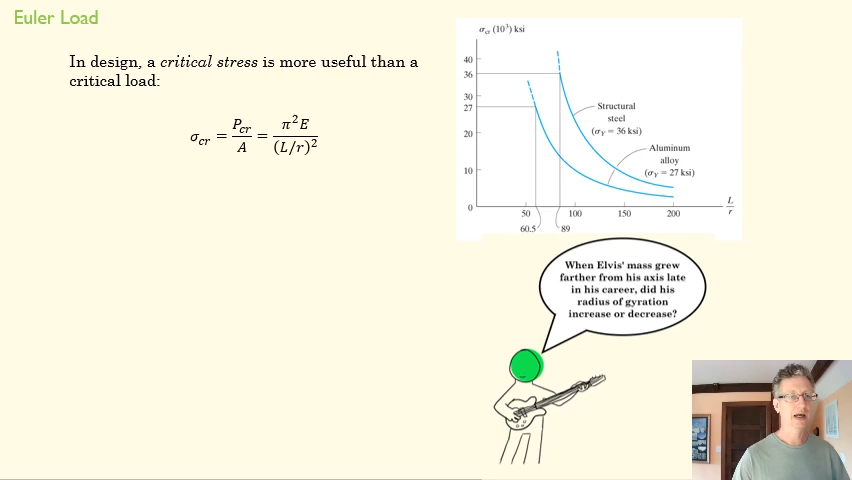 Euler Load
In design, a critical stress is more useful than a
critical load:
σcr = Pcr/A = π²E/(L/r)²
σcr (10³) ksi
40
36
30
27
20
10
0
50
100
150
200
60.5
89
L/r
Structural
steel
(σY = 36 ksi)
Aluminum
alloy
(σY = 27 ksi)
When Elvis' mass grew
farther from his axis late
in his career, did his
radius of gyration
increase or decrease?